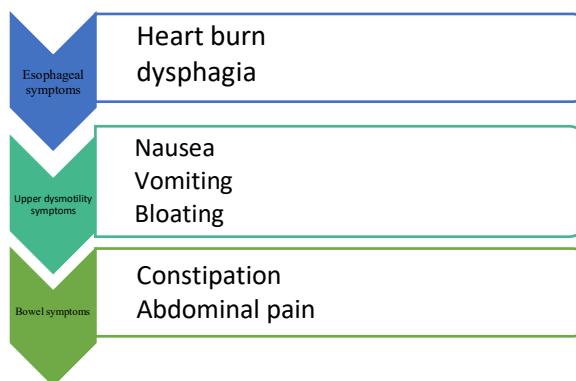 Esophageal
symptoms
Heart burn
dysphagia
Upper dysmotility
symptoms
Nausea
Vomiting
Bloating
Bowel symptoms
Constipation
Abdominal pain